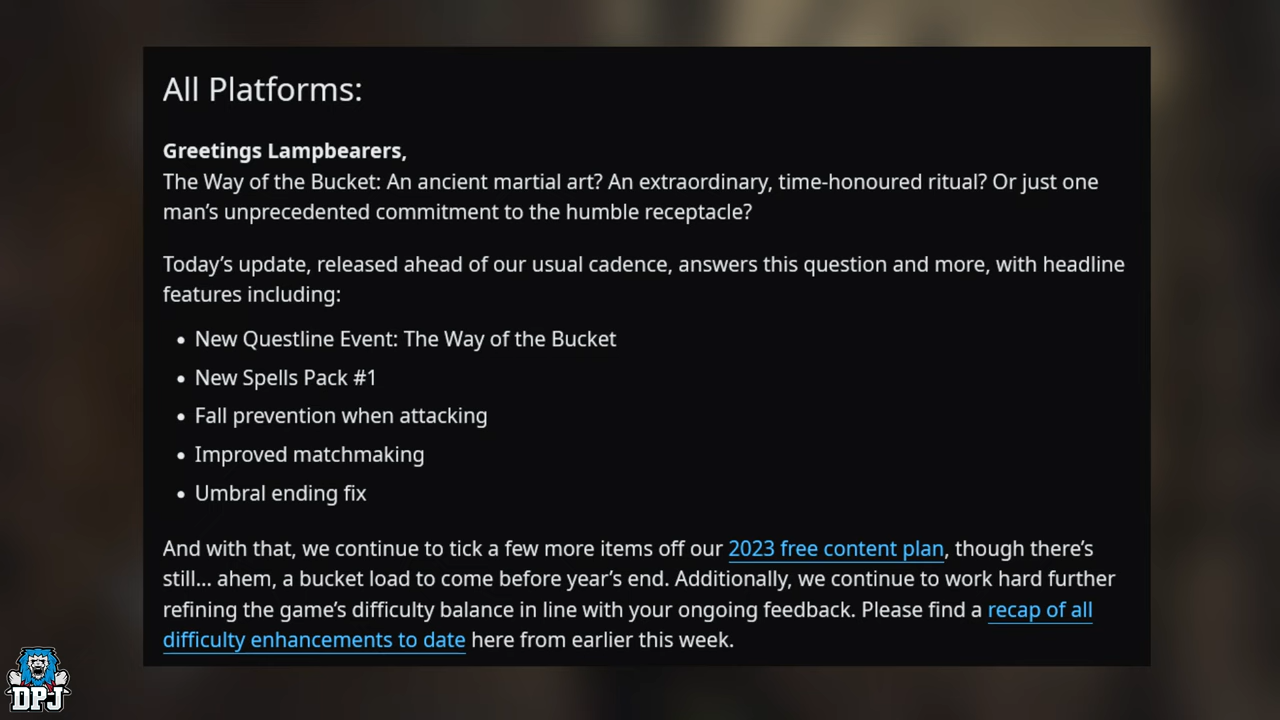 All Platforms:
Greetings Lampbearers,
The Way of the Bucket: An ancient martial art? An extraordinary, time-honoured ritual? Or just one
man’s unprecedented commitment to the humble receptacle?
Today’s update, released ahead of our usual cadence, answers this question and more, with headline
features including:
• New Questline Event: The Way of the Bucket
• New Spells Pack #1
• Fall prevention when attacking
• Improved matchmaking
• Umbral ending fix
And with that, we continue to tick a few more items off our 2023 free content plan, though there’s
still... ahem, a bucket load to come before year’s end. Additionally, we continue to work hard further
refining the game’s difficulty balance in line with your ongoing feedback. Please find a recap of all
difficulty enhancements to date here from earlier this week.
DPJ